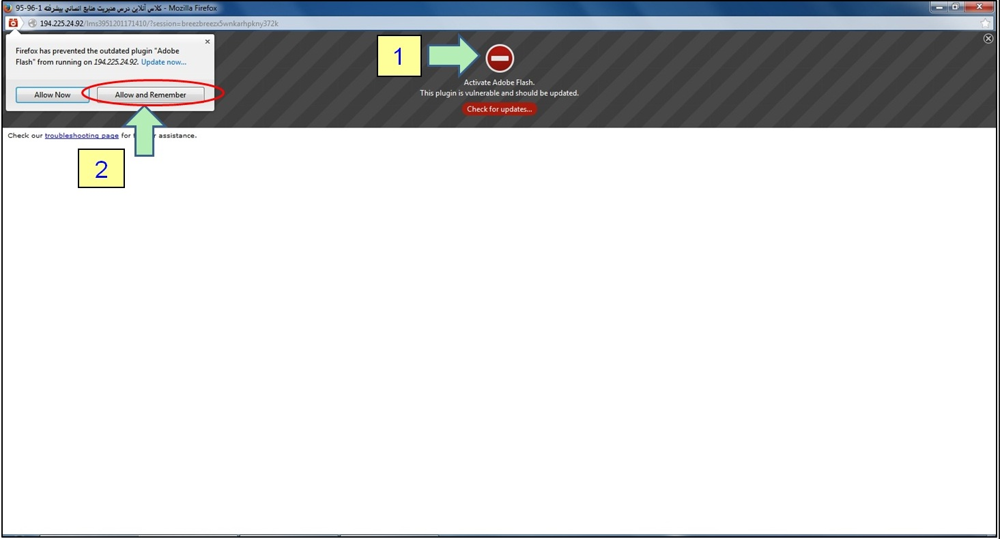 کلاس آنلاین درس مدیریت منابع انسانی پیشرفته 1-96-95 - Mozilla Firefox
194.225.24.92/lms3951201171410/?session=breezbreezx5wnkarhpkny372k
Firefox has prevented the outdated plugin "Adobe
Flash" from running on 194.225.24.92. Update now...
Allow Now
Allow and Remember
1
Activate Adobe Flash.
This plugin is vulnerable and should be updated.
Check for updates...
Check our troubleshooting page for assistance.
2